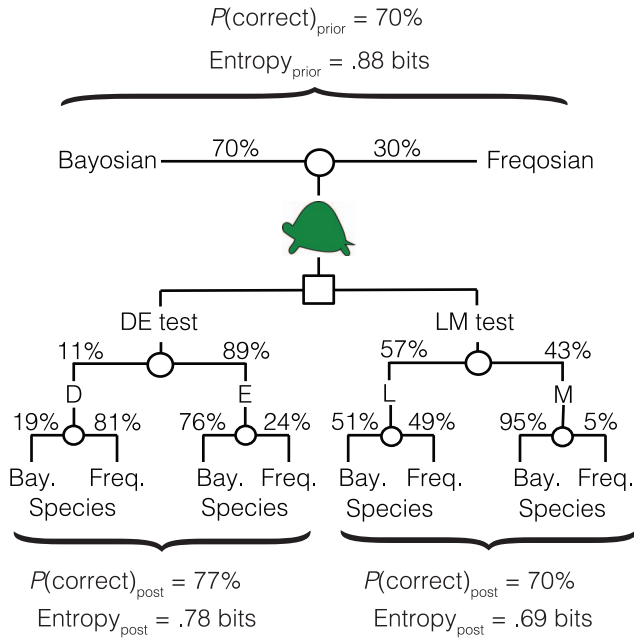 P(correct)prior = 70%
Entropyprior = .88 bits
Bayosian 70% 30% Freqosian
DE test LM test
11% 89% 57% 43%
D E L M
19% 81% 76% 24% 51% 49% 95% 5%
Bay. Freq. Bay. Freq. Bay. Freq. Bay. Freq.
Species Species Species Species
P(correct)post = 77% P(correct)post = 70%
Entropypost = .78 bits Entropypost = .69 bits